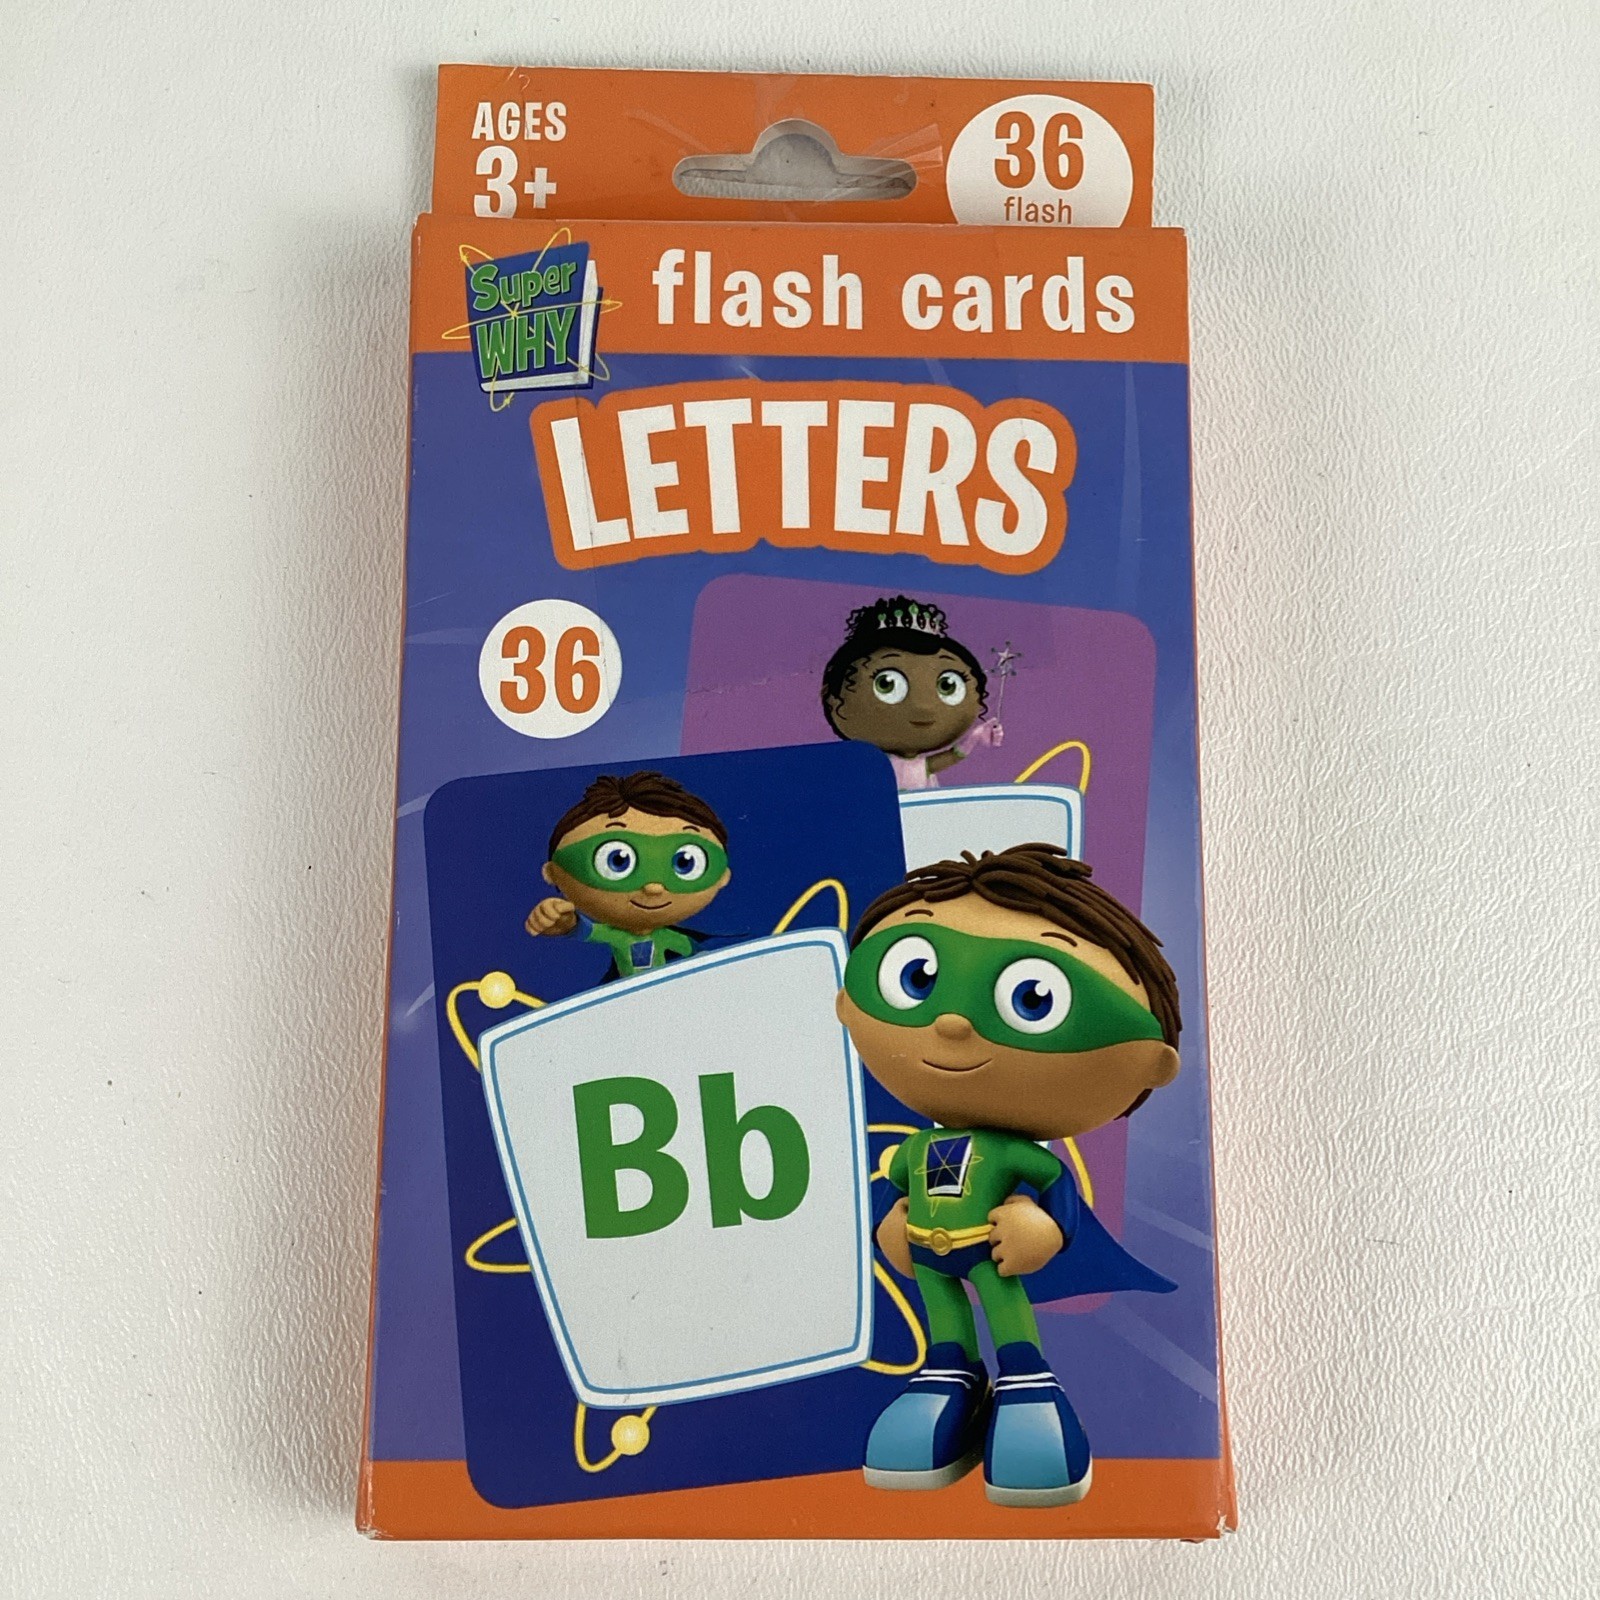 AGES
3+
36
flash
Super
WHY
flash cards
LETTERS
36
Bb